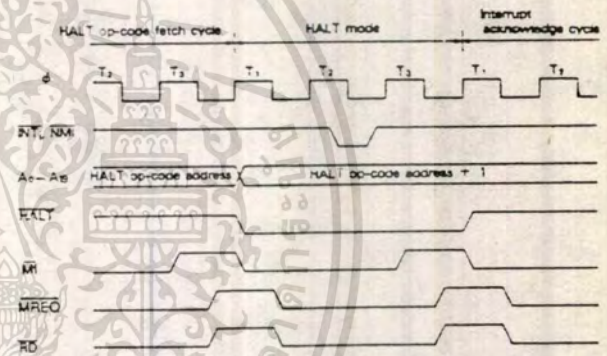 HALT op-code fetch cycle
HALT mode
Interrupt acknowledge cycle
ϕ
T₂ T₃ T₁ T₂ T₃ T₁ T₂
INT, NMI
A₀ – A₁₉
HALT op-code address
HALT op-code address + 1
HALT
M1
MREQ
RD